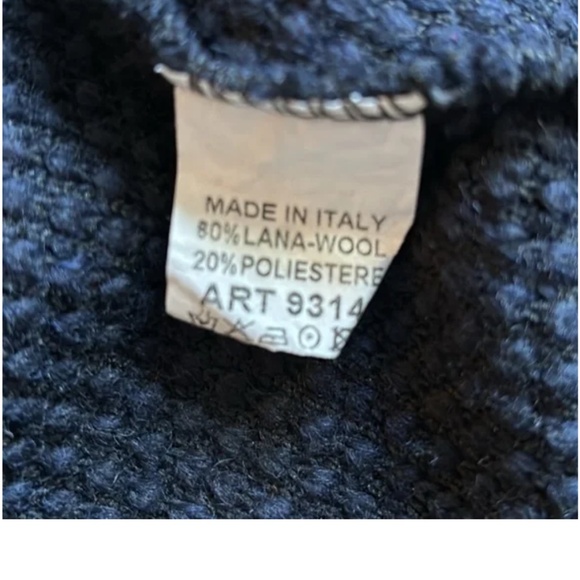 MADE IN ITALY
80%LANA-WOOL
20%POLIESTERE
ART 9314